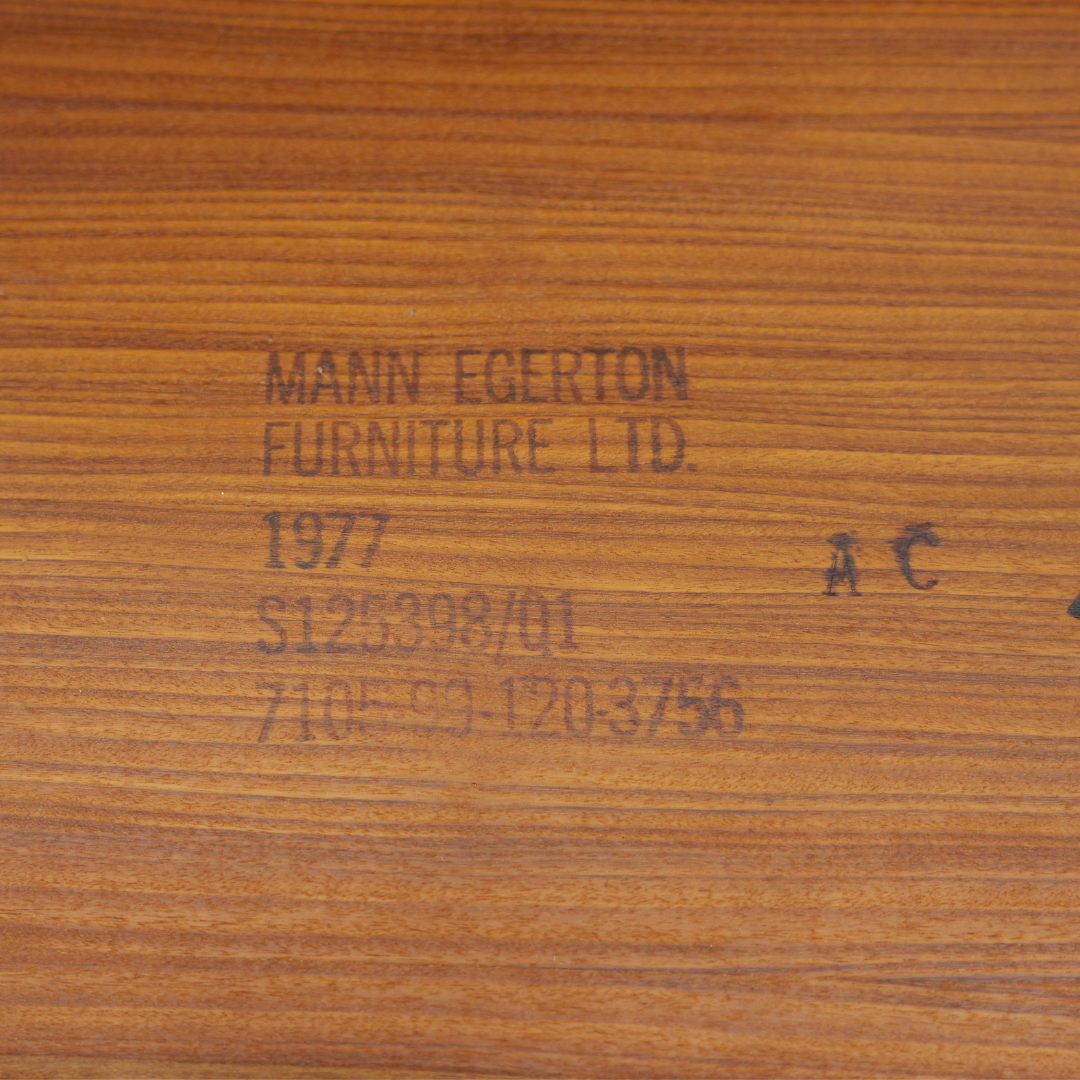 MANN EGERTON
FURNITURE LTD.
1977
A C
S125398/01
7105-99-120-3756